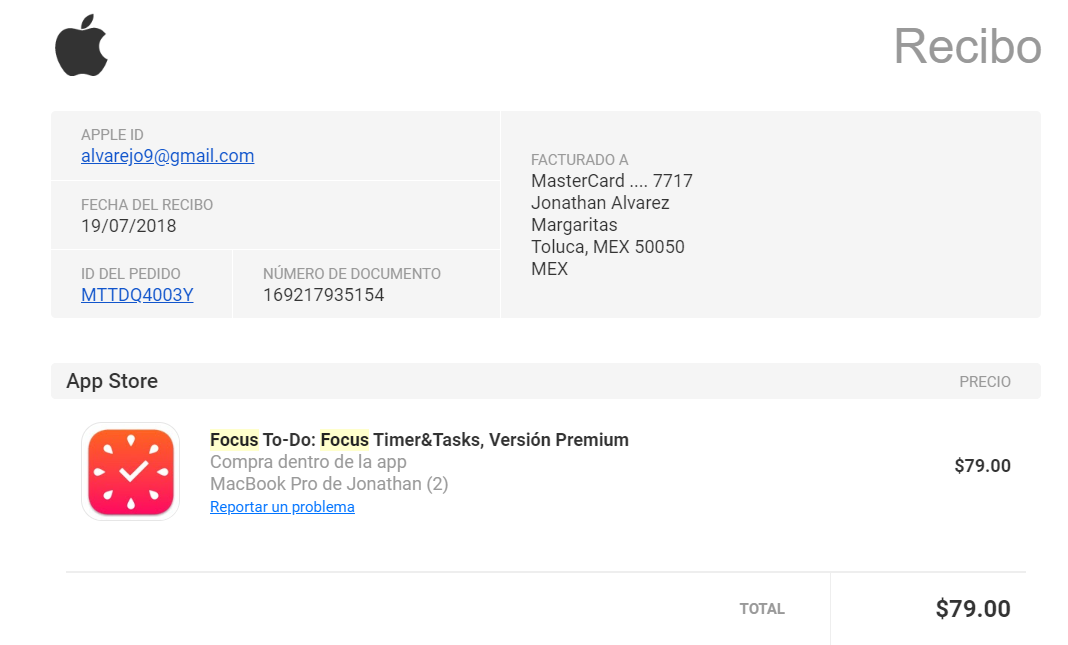 Recibo
APPLE ID
alvarejo9@gmail.com
FECHA DEL RECIBO
19/07/2018
ID DEL PEDIDO
MTTDQ4003Y
NÚMERO DE DOCUMENTO
169217935154
FACTURADO A
MasterCard .... 7717
Jonathan Alvarez
Margaritas
Toluca, MEX 50050
MEX
App Store
PRECIO
Focus To-Do: Focus Timer&Tasks, Versión Premium
Compra dentro de la app
MacBook Pro de Jonathan (2)
Reportar un problema
$79.00
TOTAL
$79.00